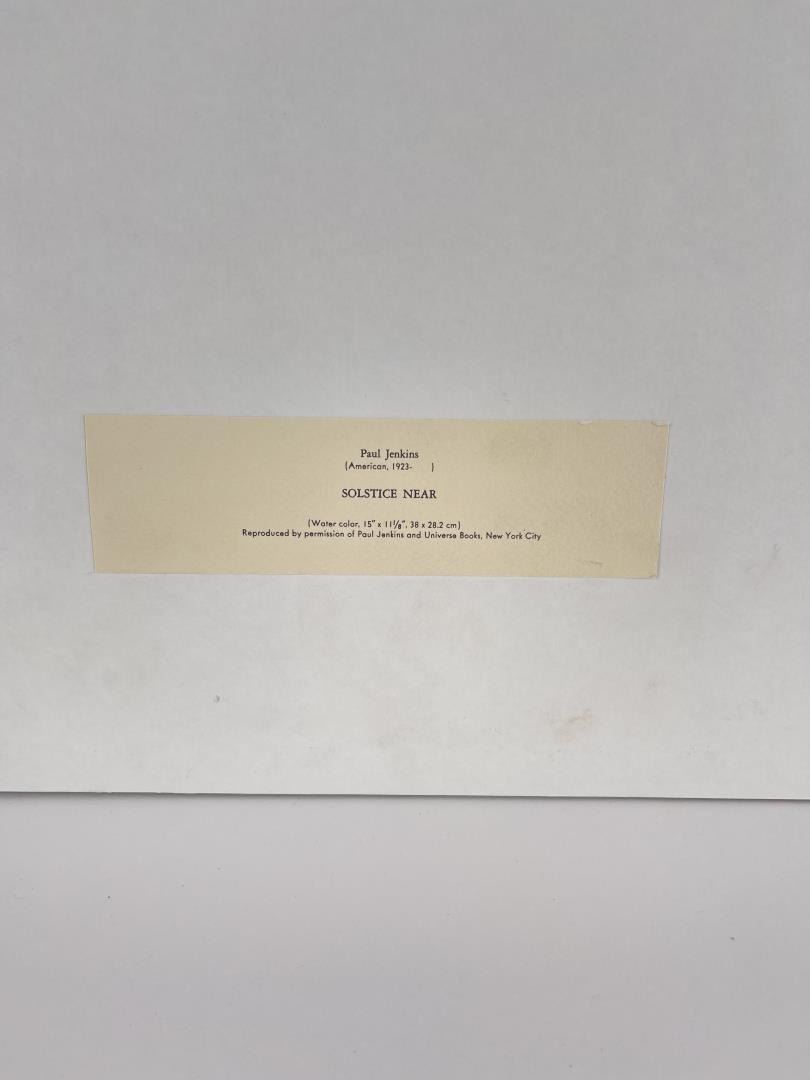 Paul Jenkins
(American, 1923-    )
SOLSTICE NEAR
(Water color, 15" x 11⅛", 38 x 28.2 cm)
Reproduced by permission of Paul Jenkins and Universe Books, New York City